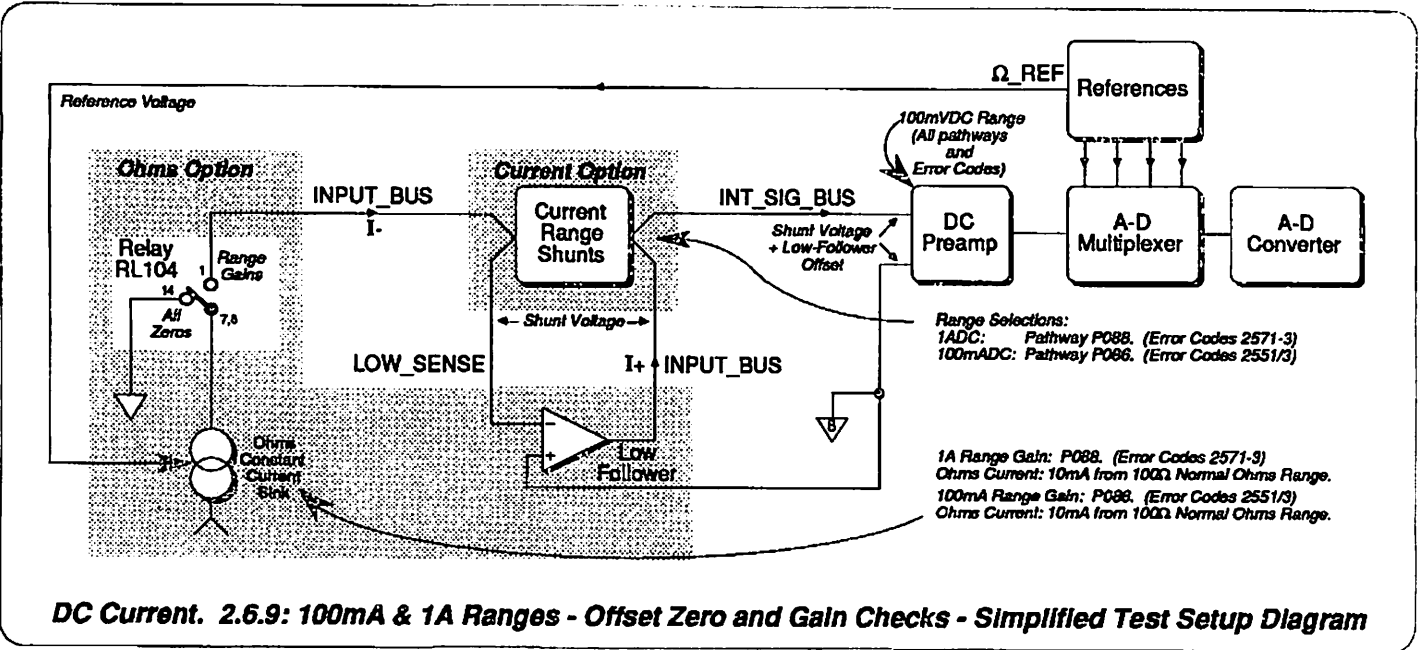 Ω_REF
References
Reference Voltage
100mVDC Range
(All pathways
and
Error Codes)
Ohms Option
Current Option
INPUT_BUS
I-
Current
Range
Shunts
INT_SIG_BUS
DC
Preamp
A-D
Multiplexer
A-D
Converter
Shunt Voltage
+ Low-Follower
Offset
Relay
RL104
1
Range
Gains
14
All
Zeros
7,8
Shunt Voltage
LOW_SENSE
I+
INPUT_BUS
Range Selections:
1ADC: Pathway P088. (Error Codes 2571-3)
100mADC: Pathway P086. (Error Codes 2551/3)
8
Ohms
Constant
Current
Sink
−
+
Low
Follower
1A Range Gain: P088. (Error Codes 2571-3)
Ohms Current: 10mA from 100Ω Normal Ohms Range.
100mA Range Gain: P086. (Error Codes 2551/3)
Ohms Current: 10mA from 100Ω Normal Ohms Range.
DC Current. 2.6.9: 100mA & 1A Ranges - Offset Zero and Gain Checks - Simplified Test Setup Diagram